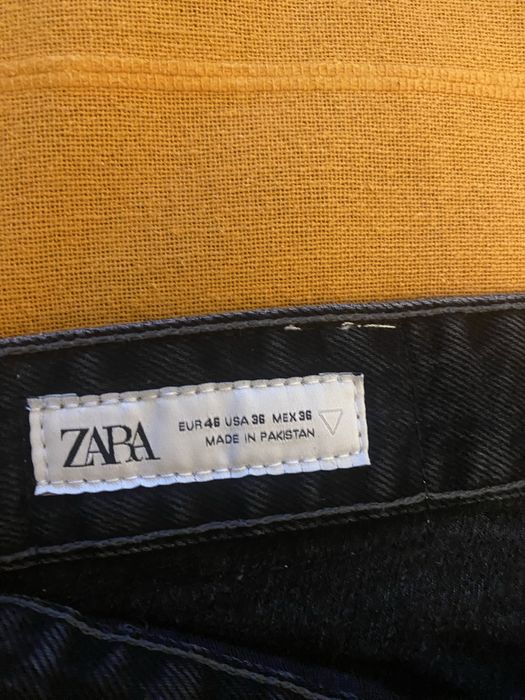 ZARA
EUR 46 USA 36 MEX 36
MADE IN PAKISTAN